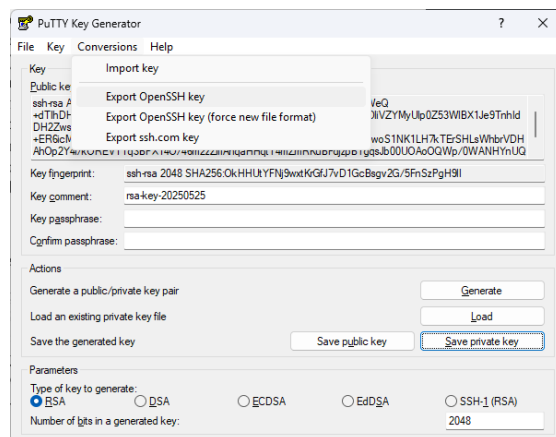 PuTTY Key Generator
File Key Conversions Help
Import key
Export OpenSSH key
Export OpenSSH key (force new file format)
Export ssh.com key
Key
Public key
ssh-rsa
Key fingerprint: ssh-rsa 2048 SHA256:OkHHUtYFNj9wxtKrGfJ7vD1GcBsgv2G/5FnSzPgH9lI
Key comment: rsa-key-20250525
Key passphrase:
Confirm passphrase:
Actions
Generate a public/private key pair Generate
Load an existing private key file Load
Save the generated key Save public key Save private key
Parameters
Type of key to generate:
RSA DSA ECDSA EdDSA SSH-1 (RSA)
Number of bits in a generated key: 2048